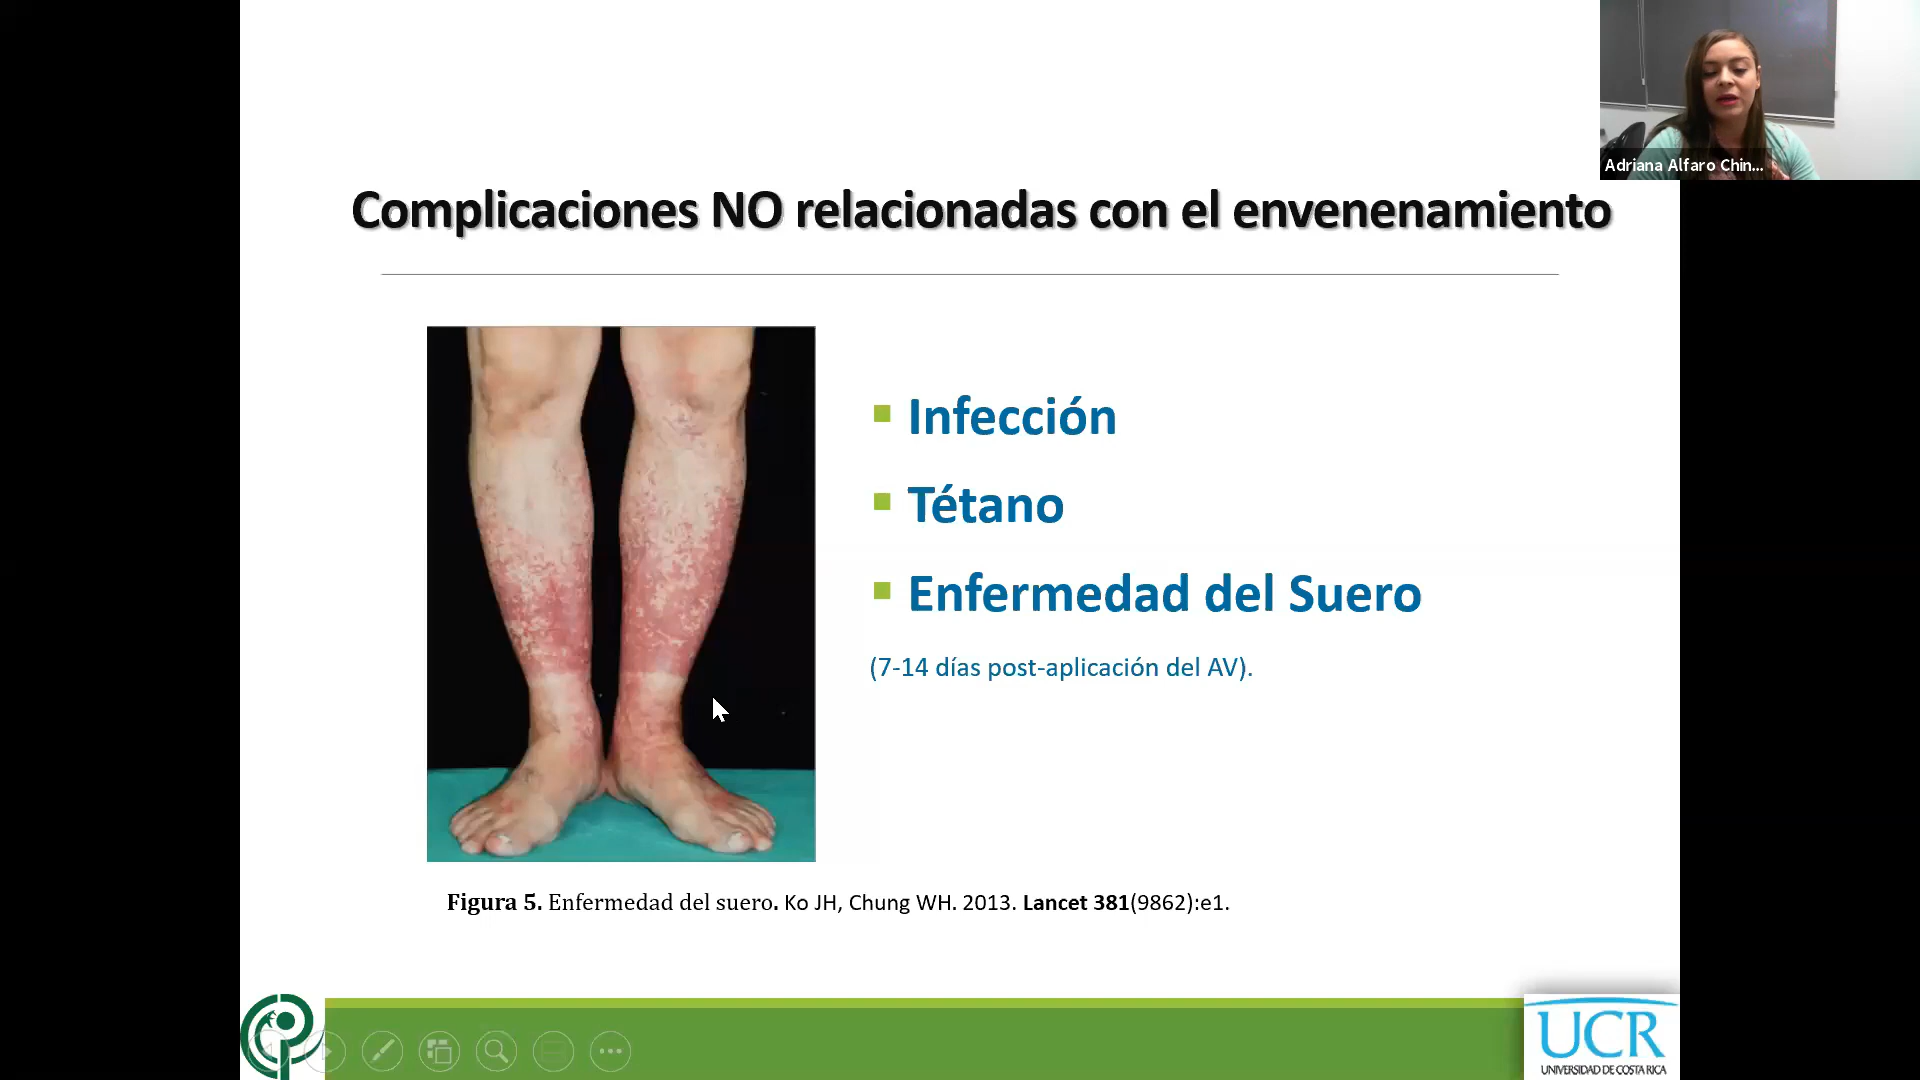 Adriana Alfaro Chin...
Complicaciones NO relacionadas con el envenenamiento
▪ Infección
▪ Tétano
▪ Enfermedad del Suero
(7-14 días post-aplicación del AV).
Figura 5. Enfermedad del suero. Ko JH, Chung WH. 2013. Lancet 381(9862):e1.
UCR
UNIVERSIDAD DE COSTA RICA